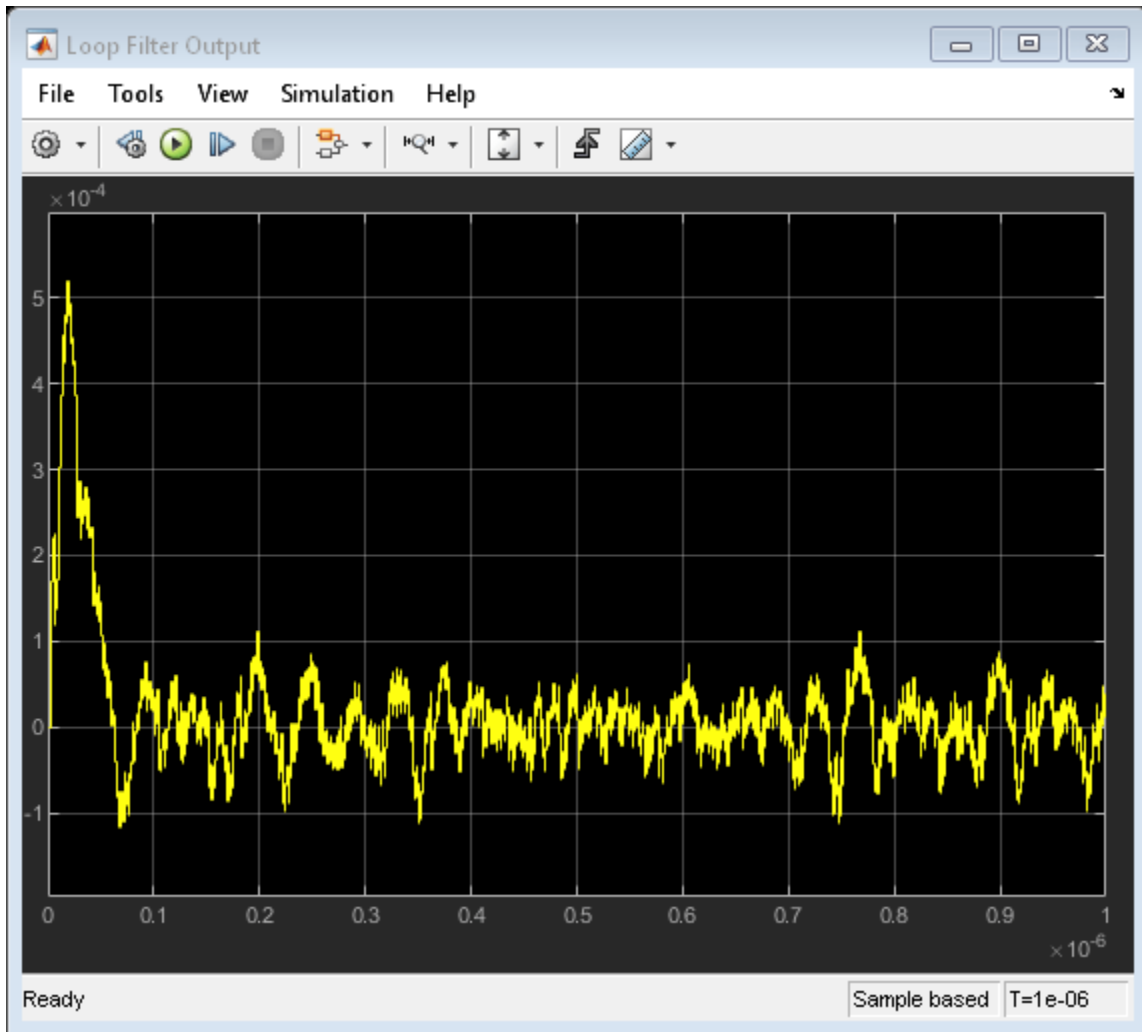 Loop Filter Output
File Tools View Simulation Help
×10-4
5
4
3
2
1
0
-1
0 0.1 0.2 0.3 0.4 0.5 0.6 0.7 0.8 0.9 1
×10-6
Ready Sample based T=1e-06